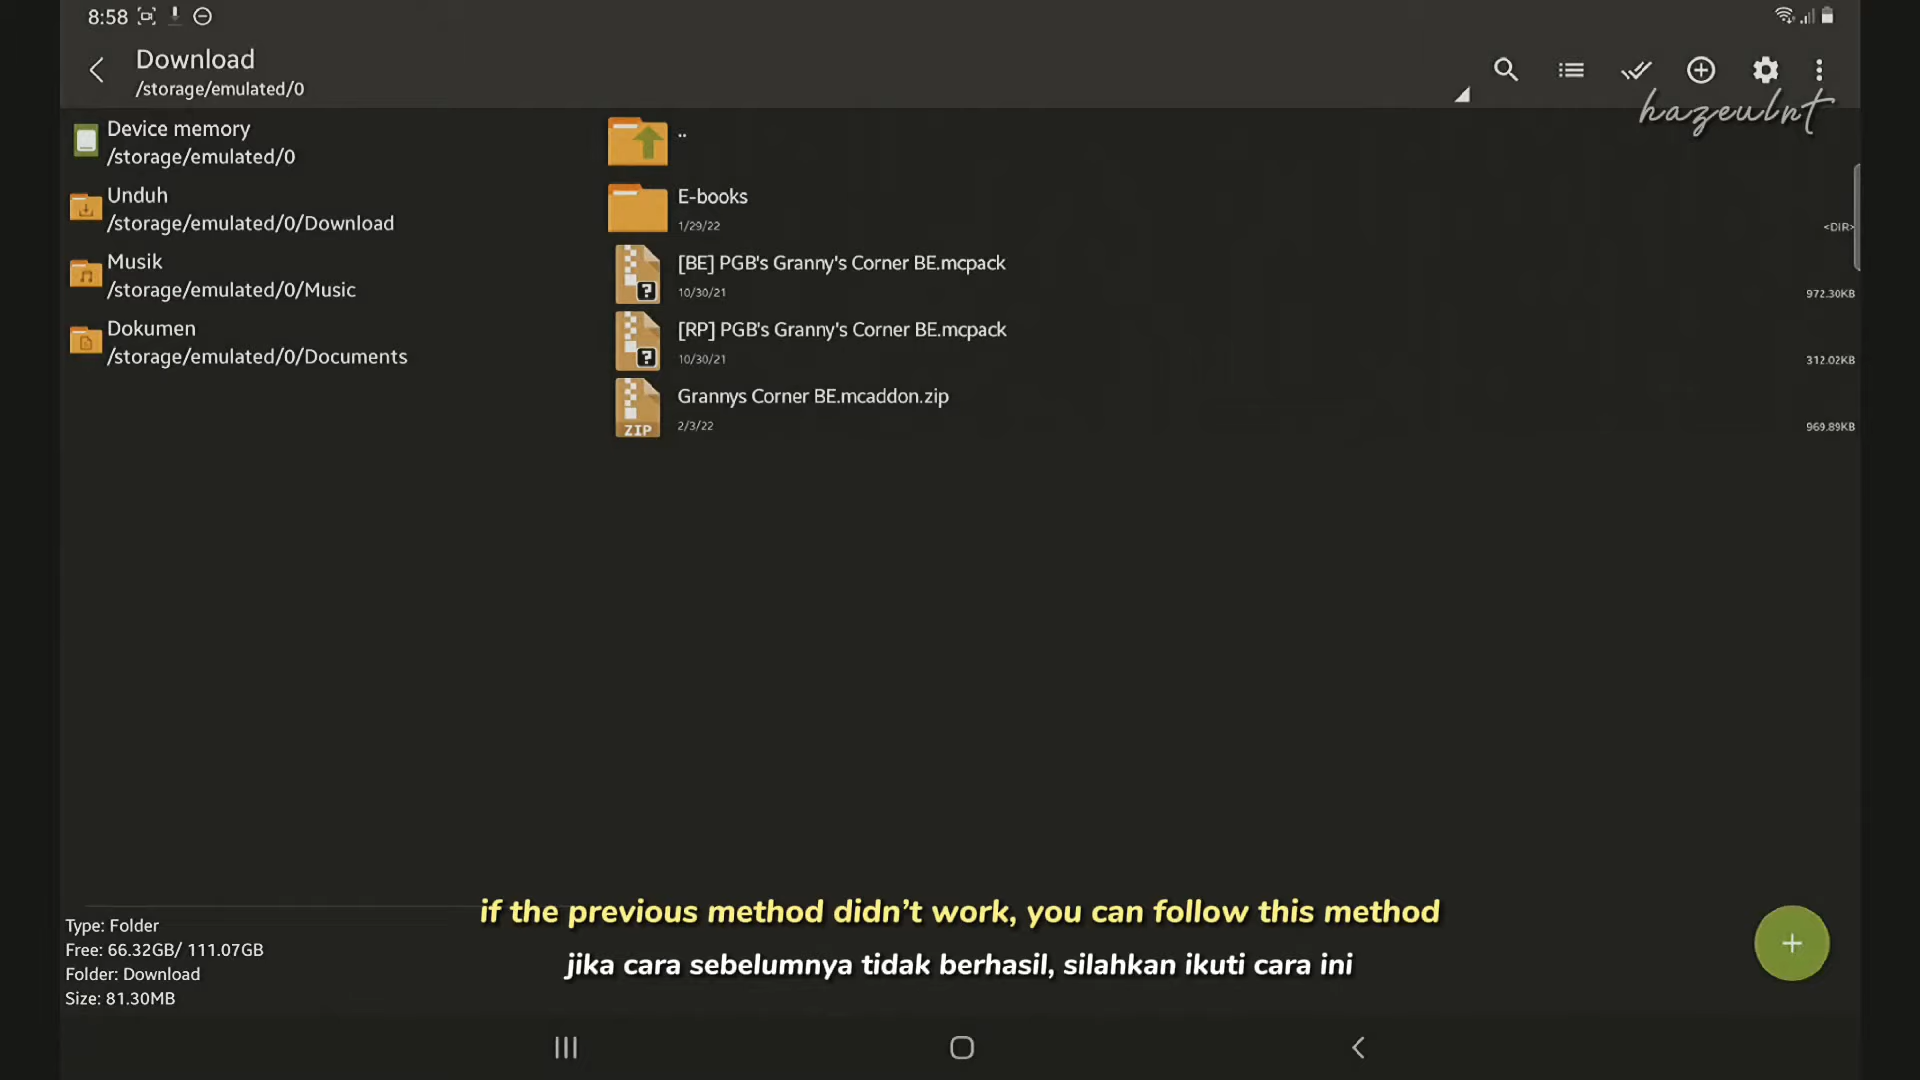 8:58
Download
/storage/emulated/0
hazeulnt
Device memory
/storage/emulated/0
Unduh
/storage/emulated/0/Download
Musik
/storage/emulated/0/Music
Dokumen
/storage/emulated/0/Documents
..
E-books
1/29/22
<DIR>
[BE] PGB's Granny's Corner BE.mcpack
10/30/21
972.30KB
[RP] PGB's Granny's Corner BE.mcpack
10/30/21
312.02KB
ZIP
Grannys Corner BE.mcaddon.zip
2/3/22
969.89KB
Type: Folder
Free: 66.32GB/ 111.07GB
Folder: Download
Size: 81.30MB
if the previous method didn't work, you can follow this method
jika cara sebelumnya tidak berhasil, silahkan ikuti cara ini